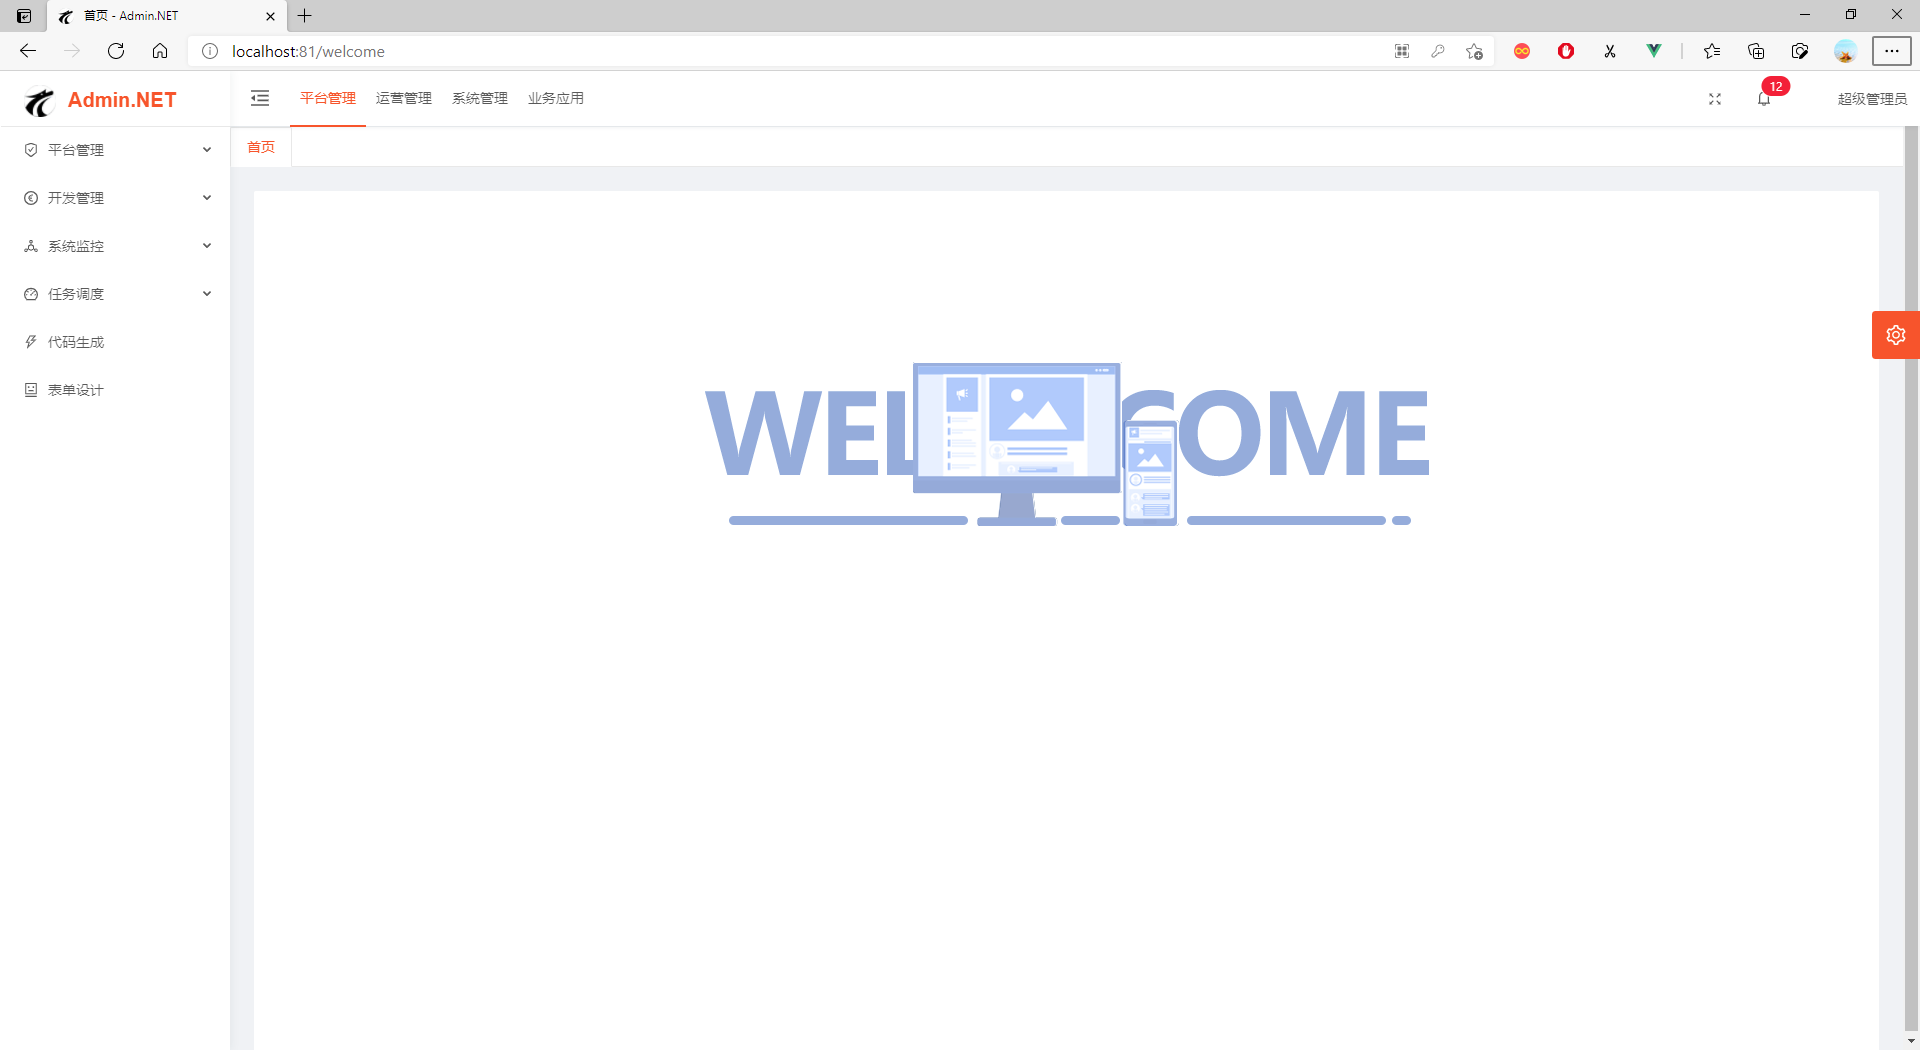 首页 - Admin.NET
localhost:81/welcome
Admin.NET
平台管理 运营管理 系统管理 业务应用
12
超级管理员
首页
平台管理
开发管理
系统监控
任务调度
代码生成
表单设计
WEL COME